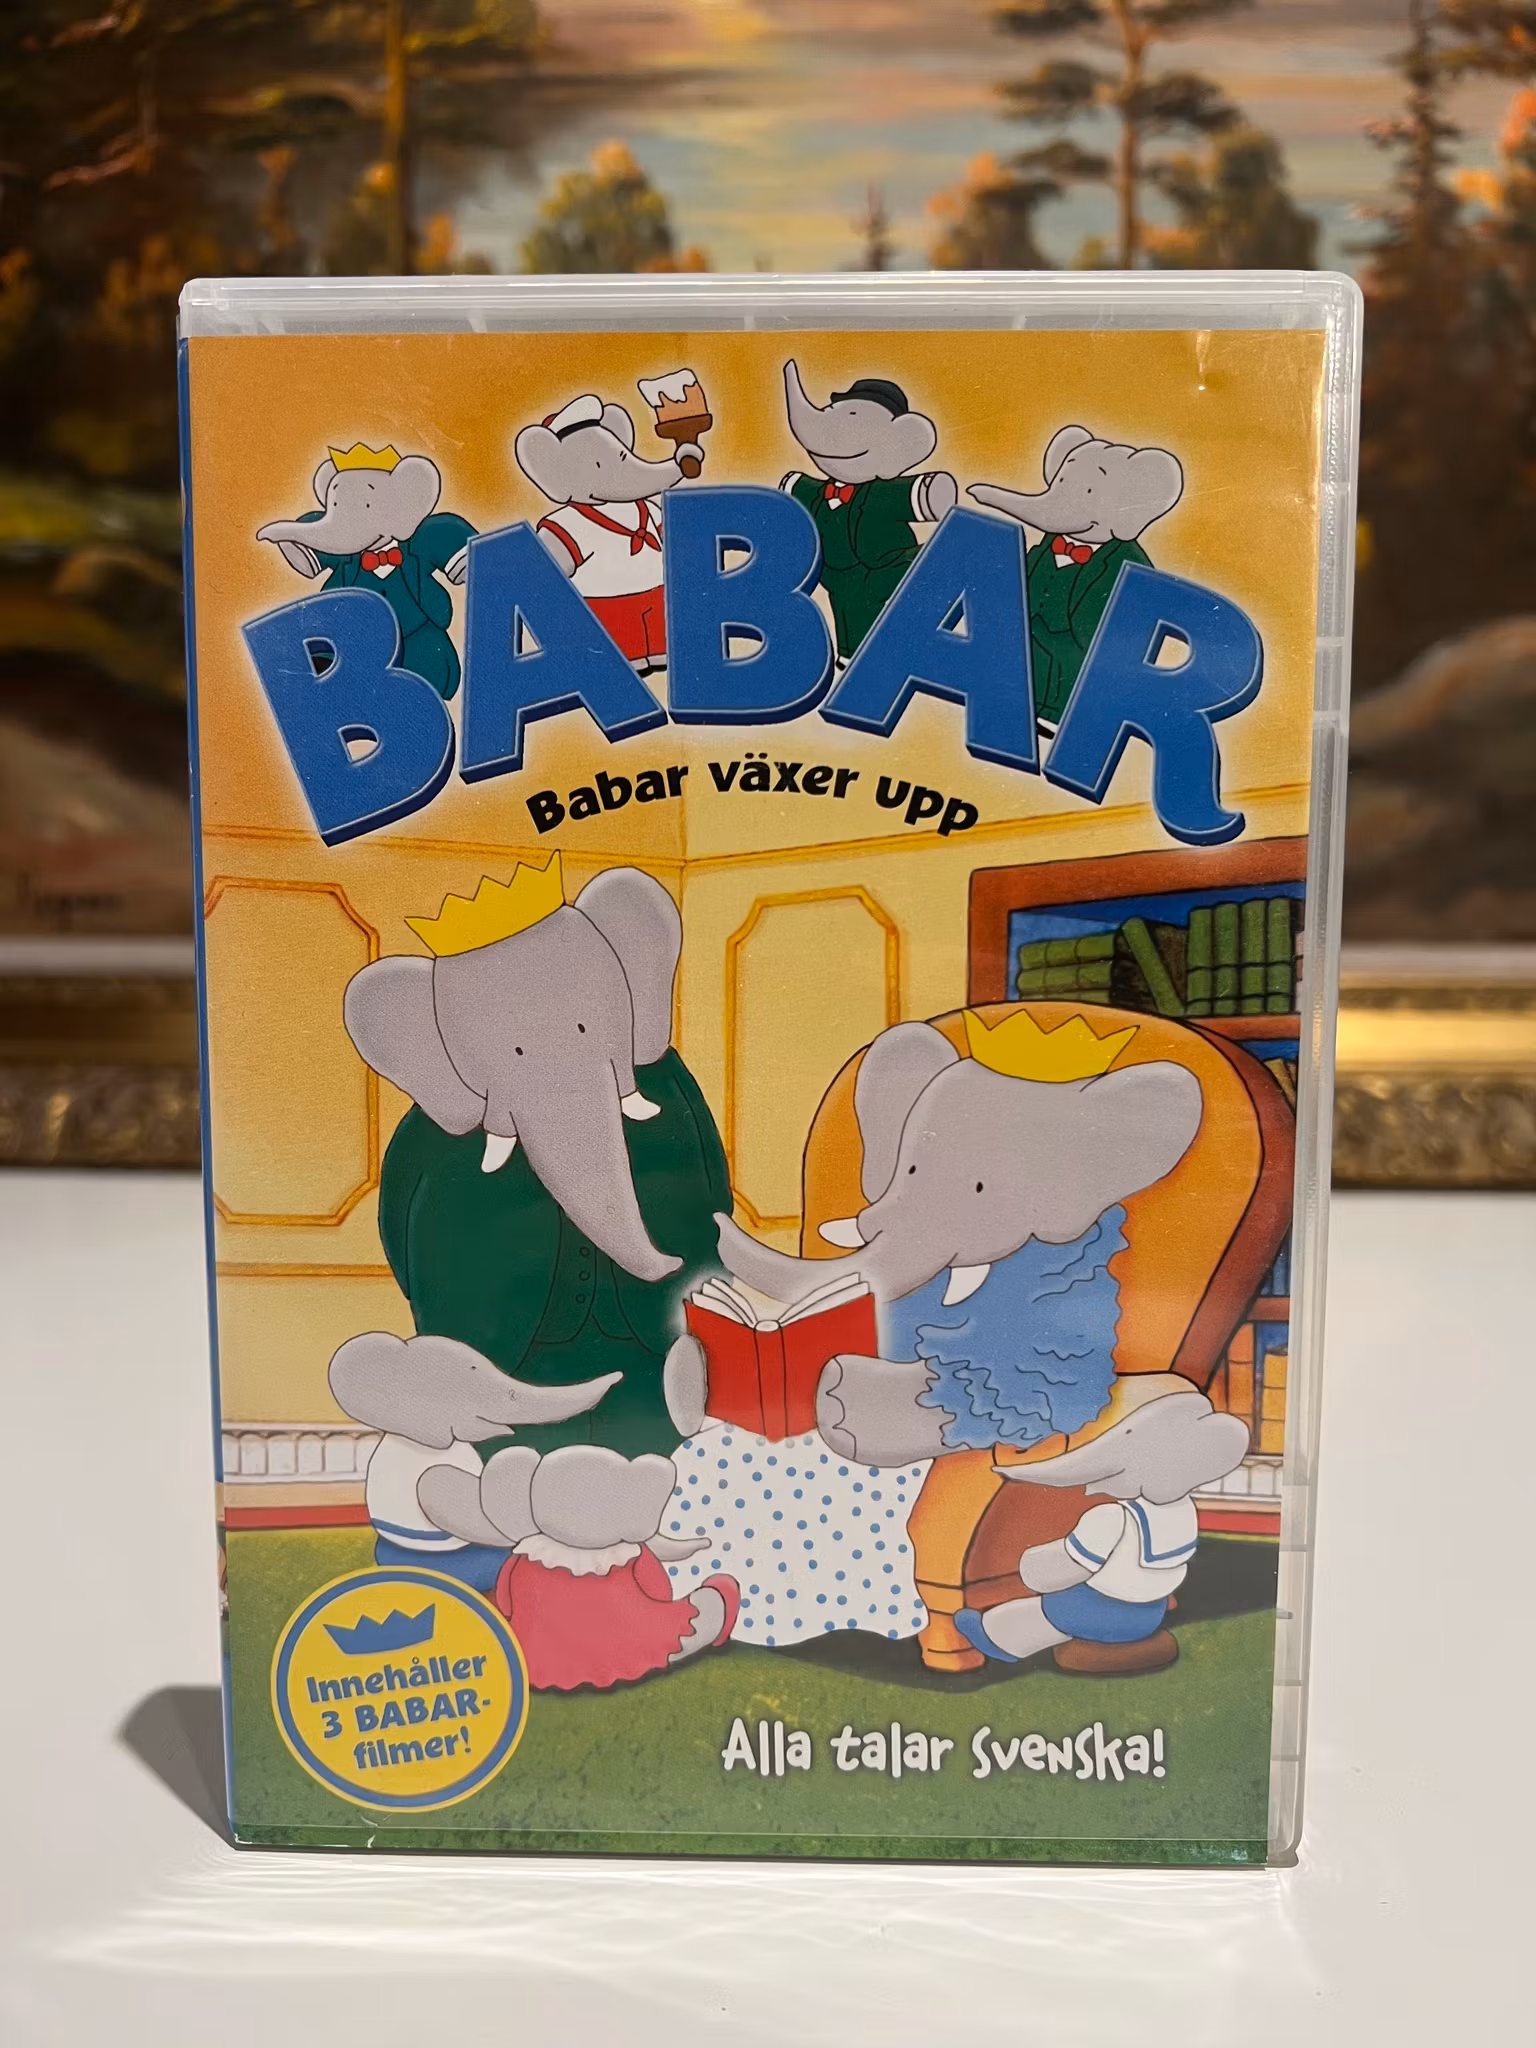 BABAR
Babar växer upp
Innehåller
3 BABAR-
filmer!
Alla talar svenska!